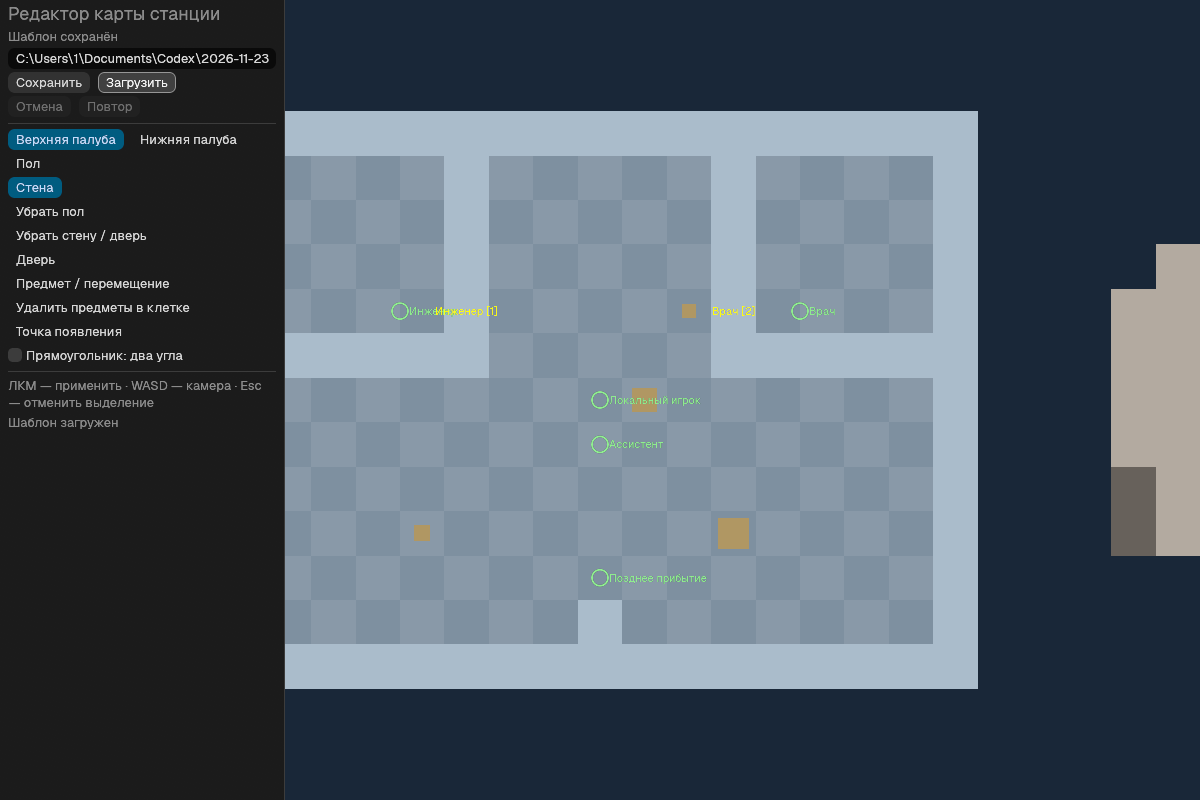 Редактор карты станции
Шаблон сохранён
C:\Users\1\Documents\Codex\2026-11-23
Сохранить Загрузить
Отмена Повтор
Верхняя палуба Нижняя палуба
Пол
Стена
Убрать пол
Убрать стену / дверь
Дверь
Предмет / перемещение
Удалить предметы в клетке
Точка появления
Прямоугольник: два угла
ЛКМ — применить · WASD — камера · Esc
— отменить выделение
Шаблон загружен
Инженер [1] Врач [2] Врач
Локальный игрок
Ассистент
Позднее прибытие